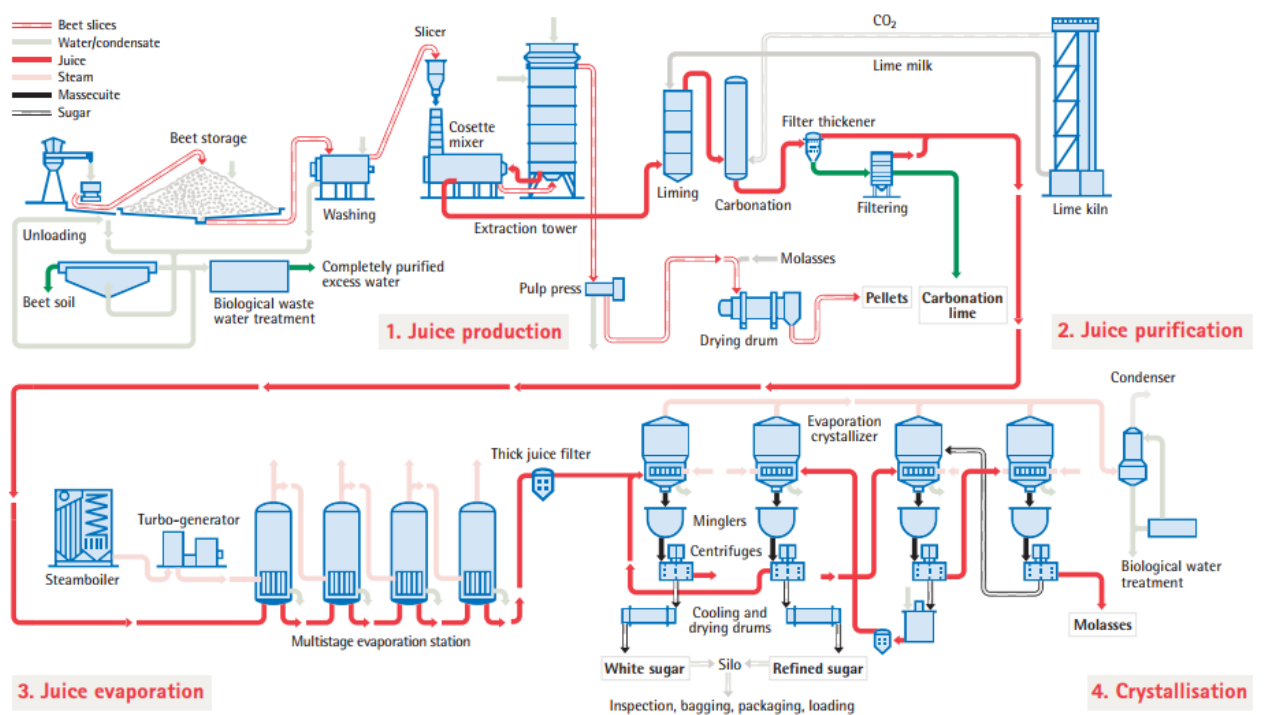 Beet slices
Water/condensate
Juice
Steam
Massecuite
Sugar
Slicer
CO2
Lime milk
Beet storage
Cosette
mixer
Filter thickener
Unloading
Washing
Extraction tower
Liming
Carbonation
Filtering
Lime kiln
Beet soil
Biological waste
water treatment
Completely purified
excess water
Pulp press
Molasses
Drying drum
Pellets
Carbonation
lime
1. Juice production
2. Juice purification
Condenser
Evaporation
crystallizer
Thick juice filter
Steamboiler
Turbo-generator
Minglers
Centrifuges
Multistage evaporation station
Cooling and
drying drums
Biological water
treatment
Molasses
White sugar
Silo
Refined sugar
Inspection, bagging, packaging, loading
3. Juice evaporation
4. Crystallisation